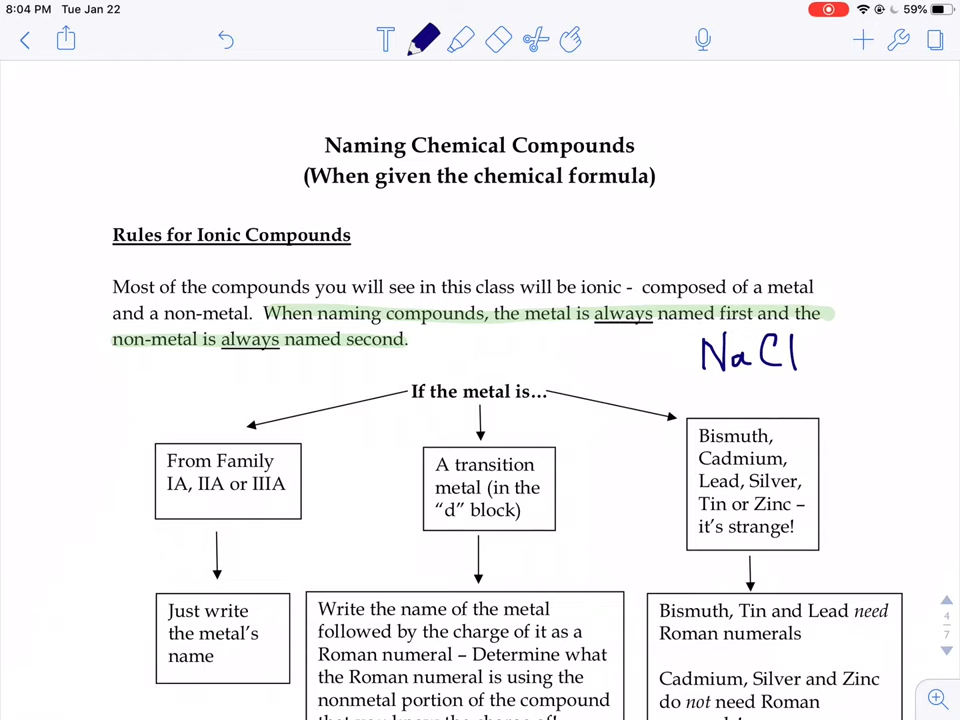 8:04 PM Tue Jan 22
59%
T
Naming Chemical Compounds
(When given the chemical formula)
Rules for Ionic Compounds
Most of the compounds you will see in this class will be ionic - composed of a metal
and a non-metal. When naming compounds, the metal is always named first and the
non-metal is always named second.
NaCl
If the metal is...
From Family
IA, IIA or IIIA
A transition
metal (in the
“d” block)
Bismuth,
Cadmium,
Lead, Silver,
Tin or Zinc –
it’s strange!
Just write
the metal’s
name
Write the name of the metal
followed by the charge of it as a
Roman numeral – Determine what
the Roman numeral is using the
nonmetal portion of the compound
Bismuth, Tin and Lead need
Roman numerals
Cadmium, Silver and Zinc
do not need Roman
4
7